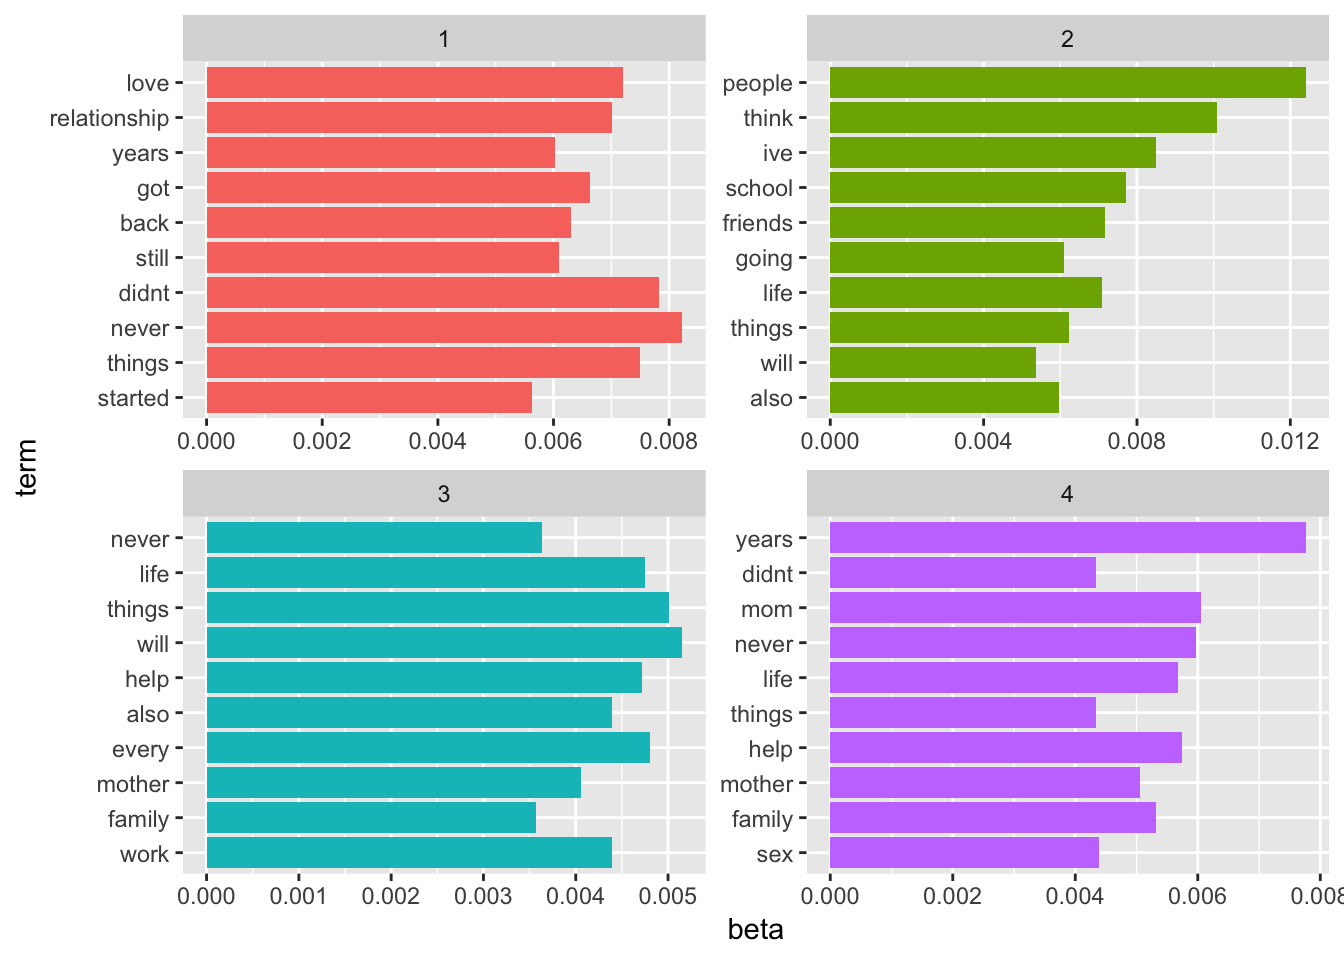 1
love
relationship
years
got
back
still
didnt
never
things
started
0.000 0.002 0.004 0.006 0.008
2
people
think
ive
school
friends
going
life
things
will
also
0.000 0.004 0.008 0.012
term
3
never
life
things
will
help
also
every
mother
family
work
0.000 0.001 0.002 0.003 0.004 0.005
4
years
didnt
mom
never
life
things
help
mother
family
sex
0.000 0.002 0.004 0.006 0.008
beta